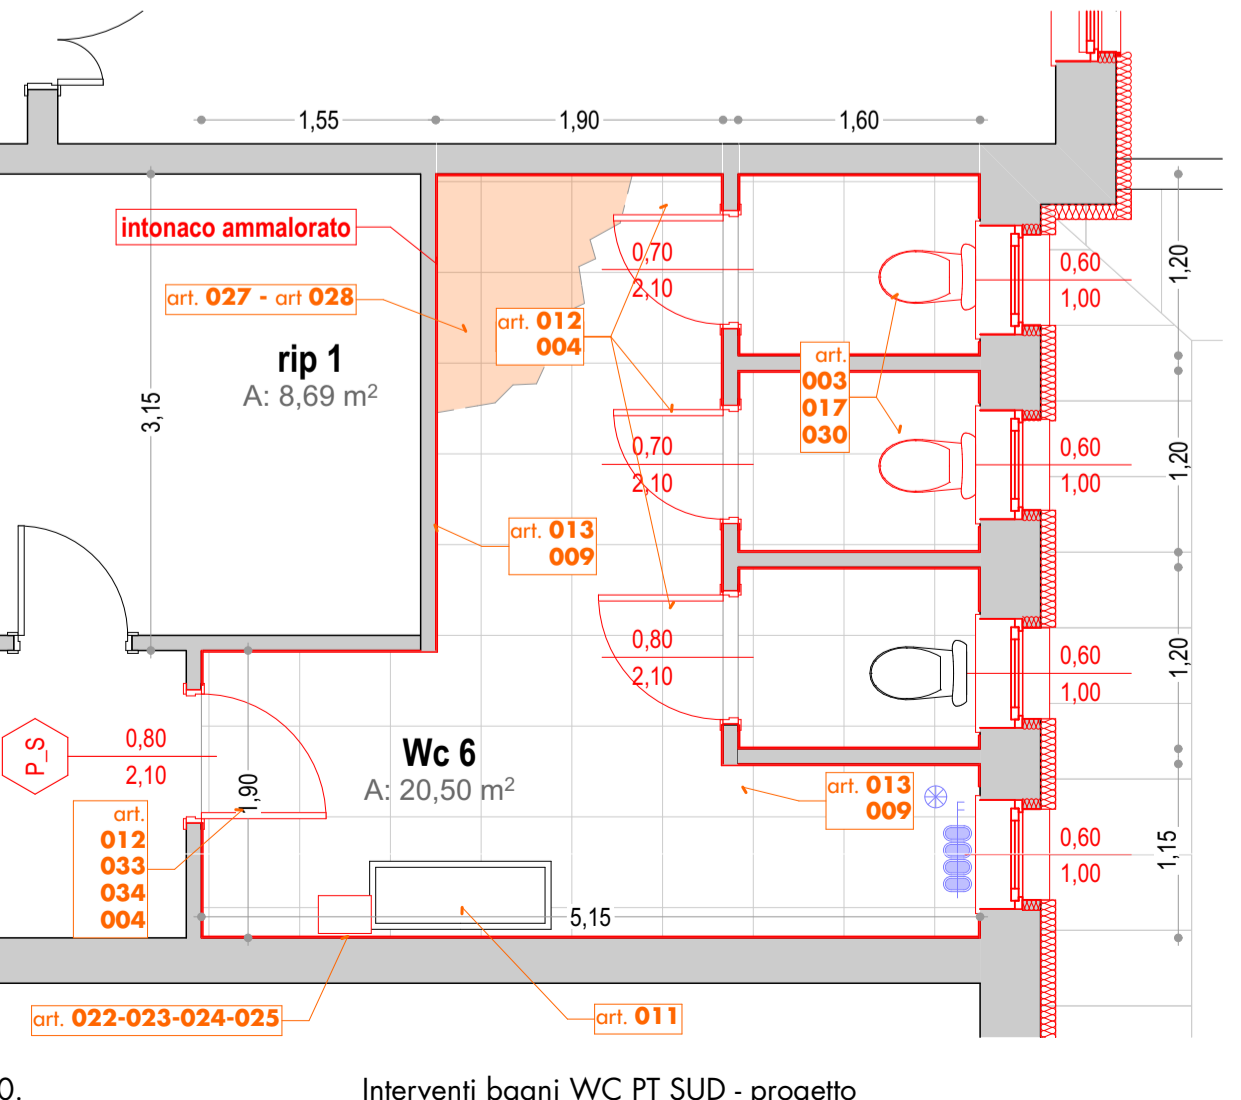 1,55
1,90
1,60
intonaco ammalorato
art. 027 - art 028
rip 1
A: 8,69 m²
3,15
art. 012
004
0,70
2,10
art.
003
017
030
0,60
1,00
1,20
0,70
2,10
0,60
1,00
1,20
art. 013
009
0,80
2,10
0,60
1,00
1,20
P_S
0,80
2,10
1,90
Wc 6
A: 20,50 m²
art. 013
009
0,60
1,00
1,15
art.
012
033
034
004
5,15
art. 022-023-024-025
art. 011
0.
Interventi bagni WC PT SUD - progetto